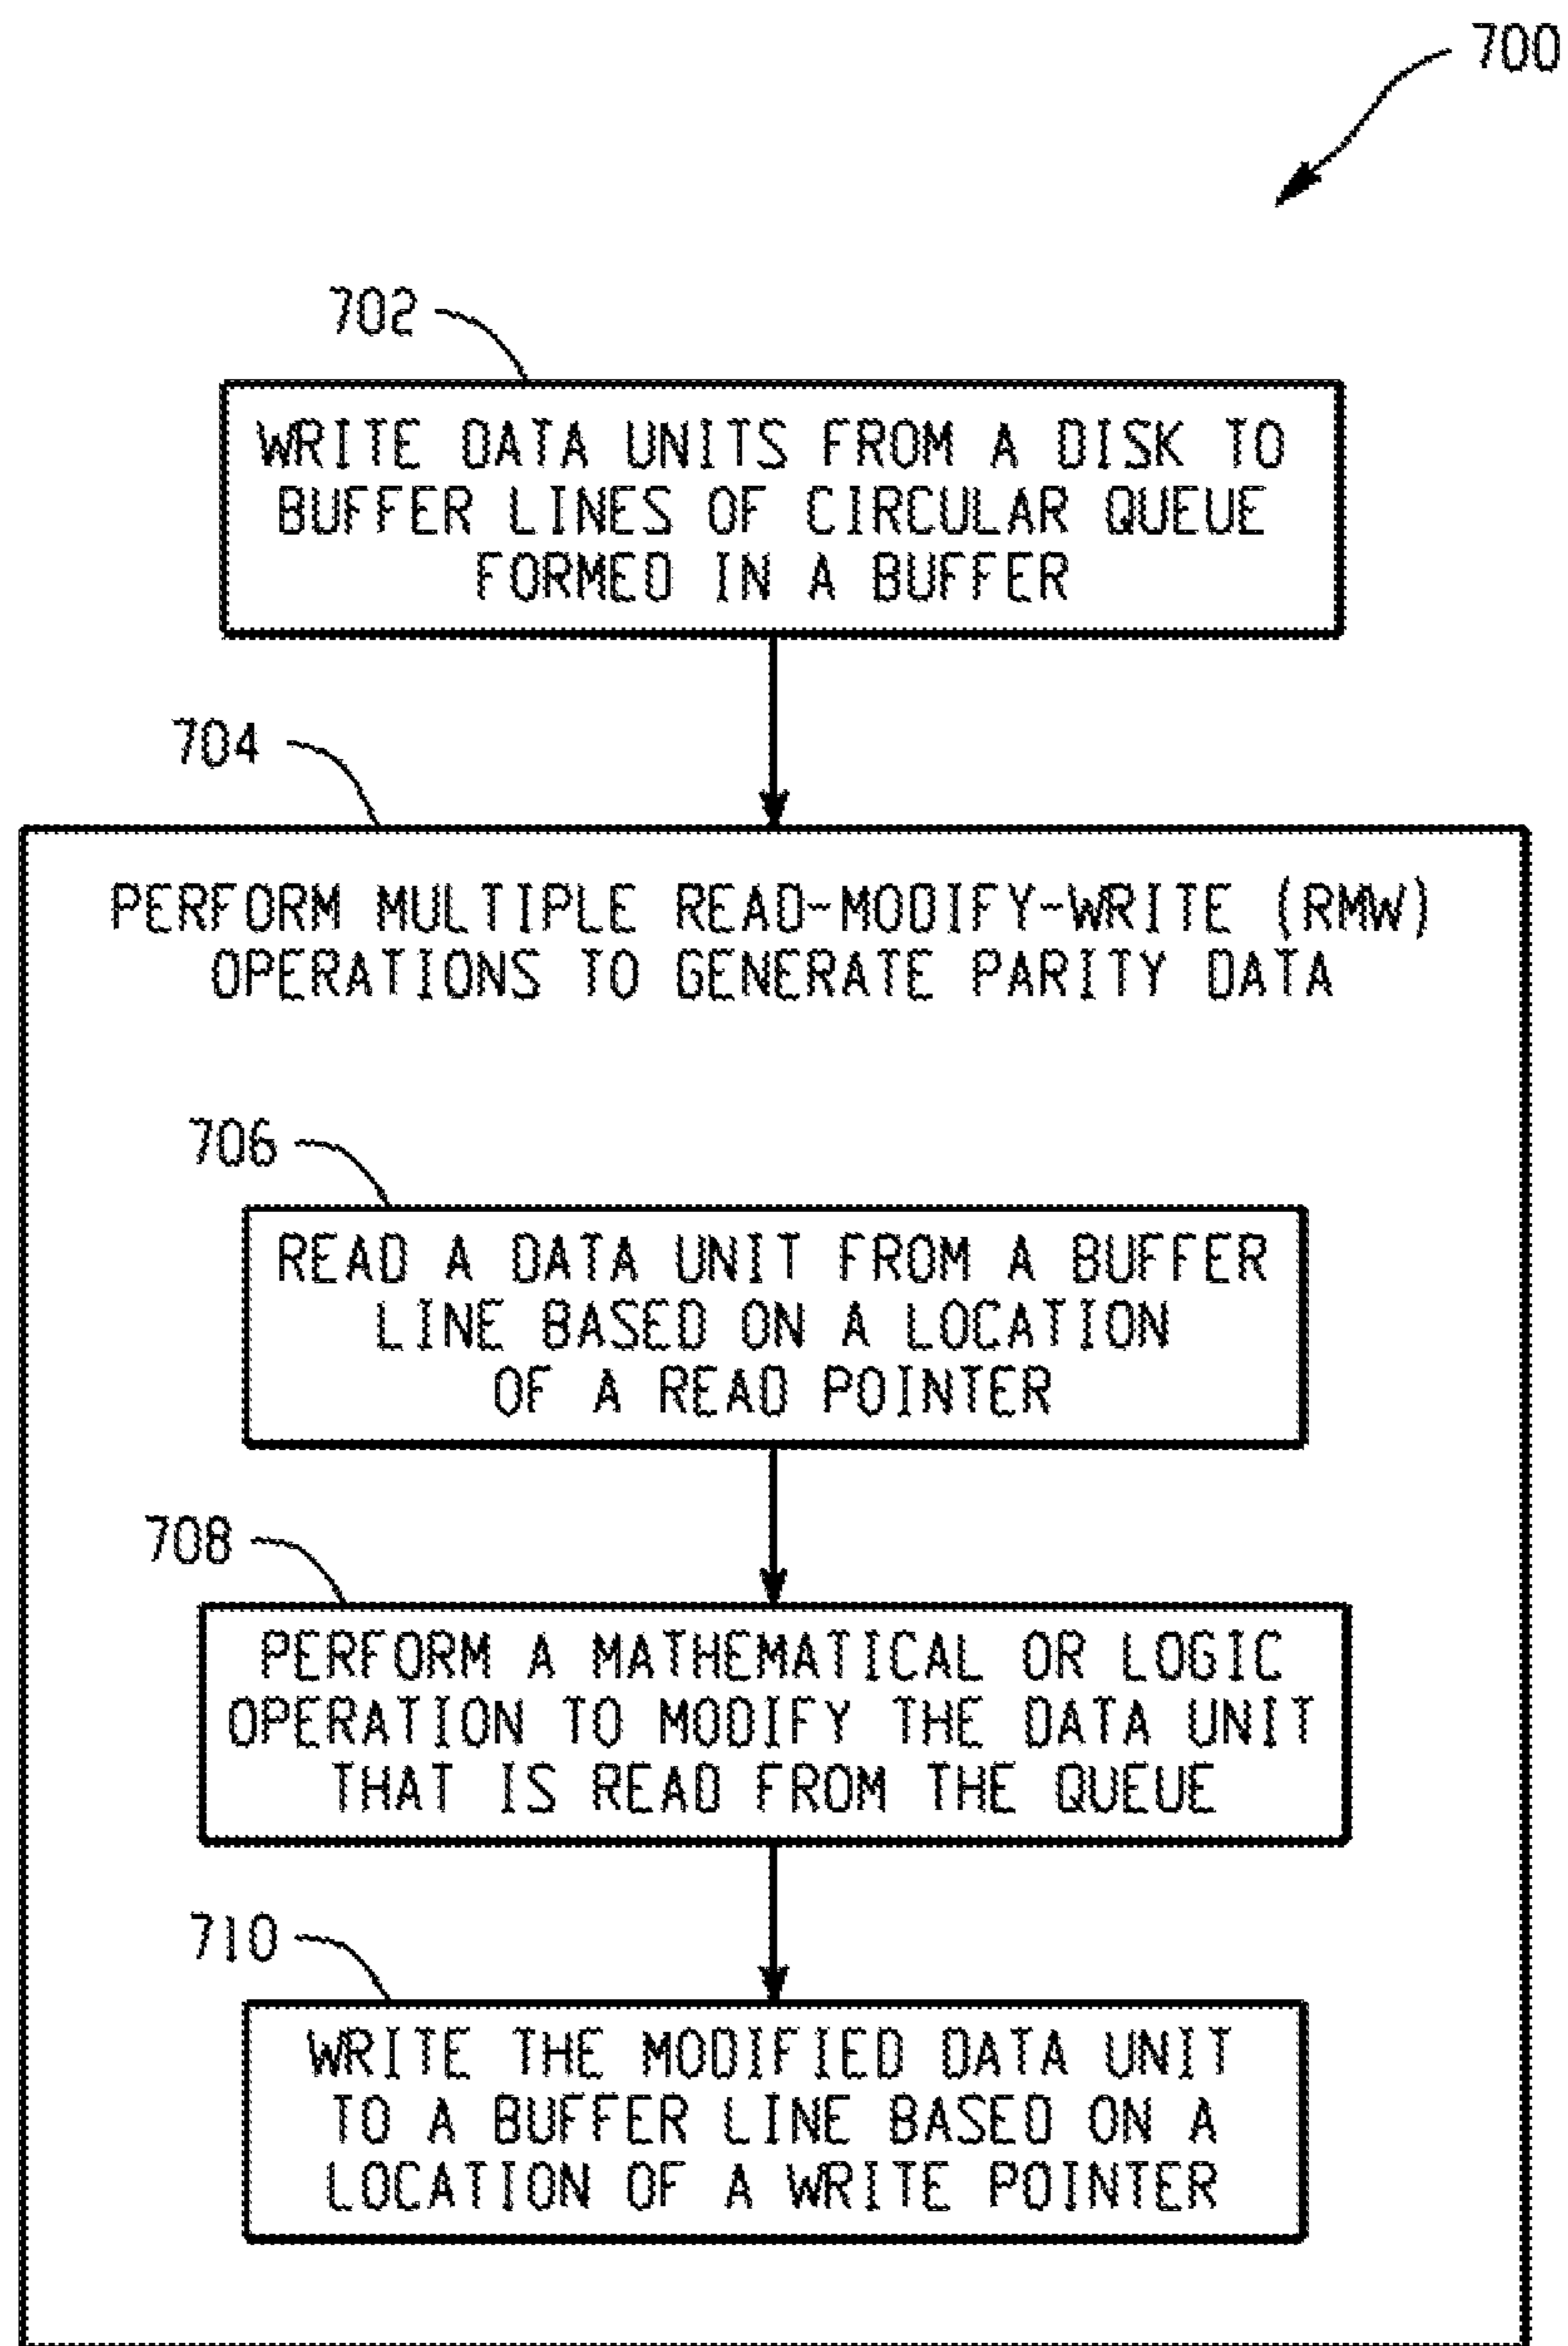 700
702
WRITE DATA UNITS FROM A DISK TO
BUFFER LINES OF CIRCULAR QUEUE
FORMED IN A BUFFER
704
PERFORM MULTIPLE READ-MODIFY-WRITE (RMW)
OPERATIONS TO GENERATE PARITY DATA
706
READ A DATA UNIT FROM A BUFFER
LINE BASED ON A LOCATION
OF A READ POINTER
708
PERFORM A MATHEMATICAL OR LOGIC
OPERATION TO MODIFY THE DATA UNIT
THAT IS READ FROM THE QUEUE
710
WRITE THE MODIFIED DATA UNIT
TO A BUFFER LINE BASED ON A
LOCATION OF A WRITE POINTER